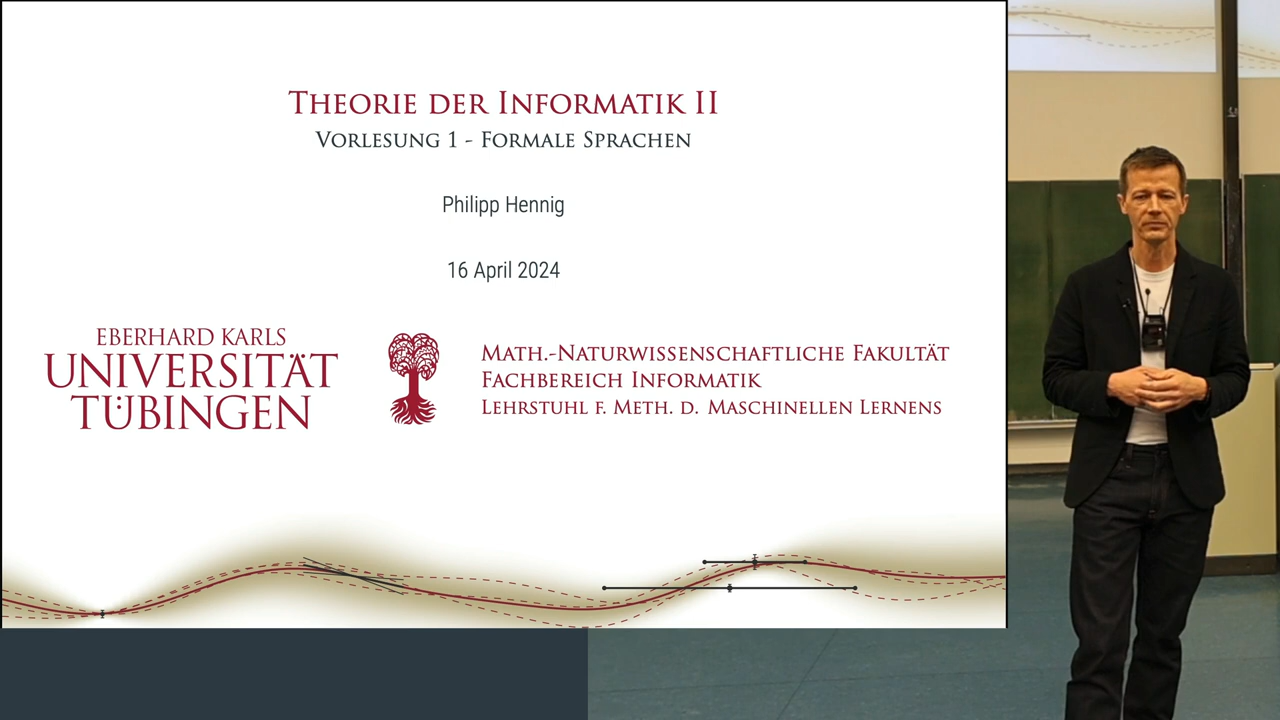 Theorie der Informatik II
Vorlesung 1 - Formale Sprachen
Philipp Hennig
16 April 2024
EBERHARD KARLS
UNIVERSITÄT
TÜBINGEN
Math.-Naturwissenschaftliche Fakultät
Fachbereich Informatik
Lehrstuhl f. Meth. d. Maschinellen Lernens